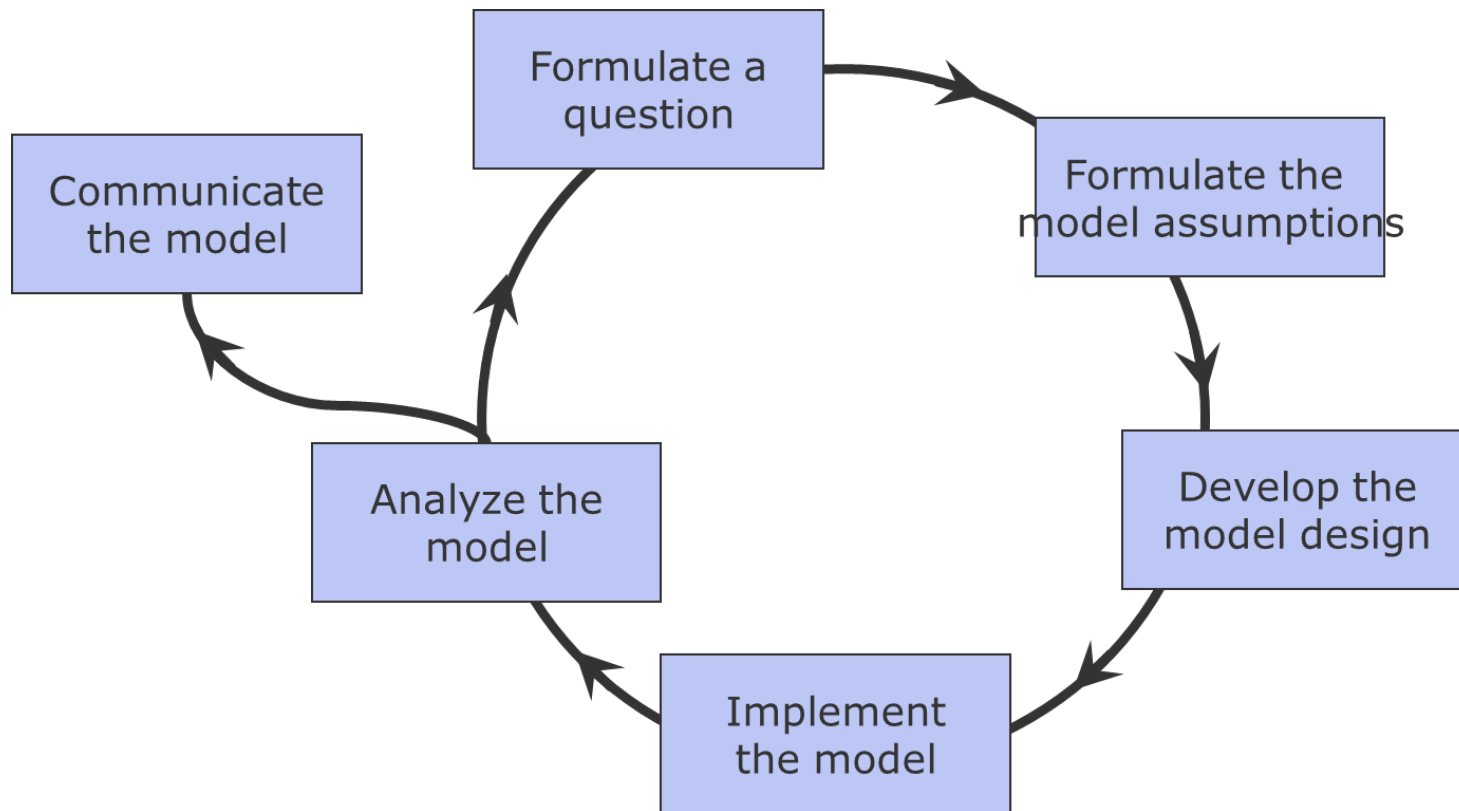 Formulate a
question
Formulate the
model assumptions
Communicate
the model
Develop the
model design
Analyze the
model
Implement
the model